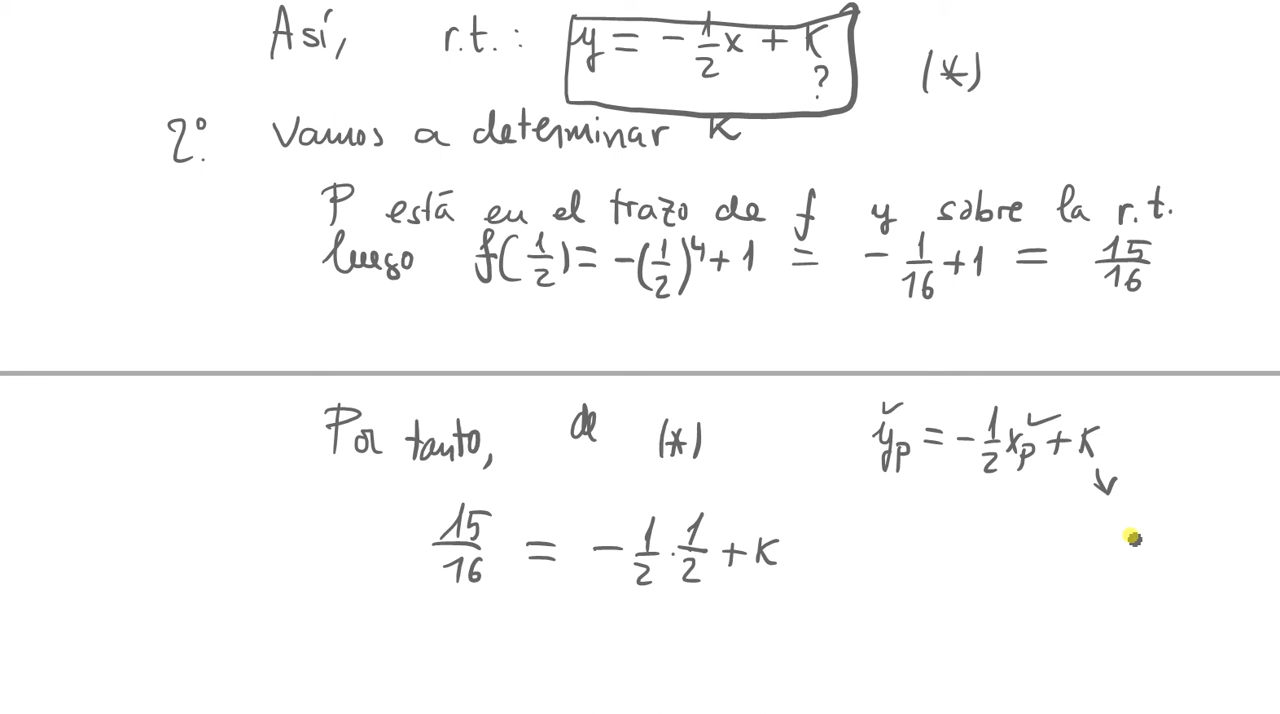 Así, r.t.: y = -1/2 x + K (*)
?
2º. Vamos a determinar K
P está en el trazo de f y sobre la r.t.
luego f(1/2) = -(1/2)^4 + 1 = -1/16 + 1 = 15/16
Por tanto, de (*) y_p = -1/2 x_p + K
15/16 = -1/2 · 1/2 + K